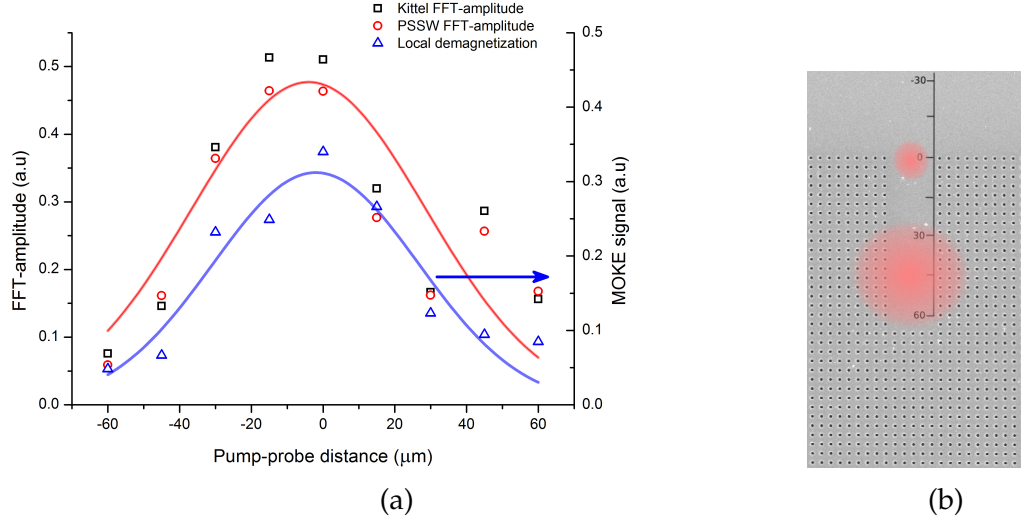 Kittel FFT-amplitude
PSSW FFT-amplitude
Local demagnetization
0.5
0.4
0.3
0.2
0.1
0.0
FFT-amplitude (a.u)
0.5
0.4
0.3
0.2
0.1
0.0
MOKE signal (a.u)
-60 -40 -20 0 20 40 60
Pump-probe distance (μm)
(a)
-30
0
30
60
(b)